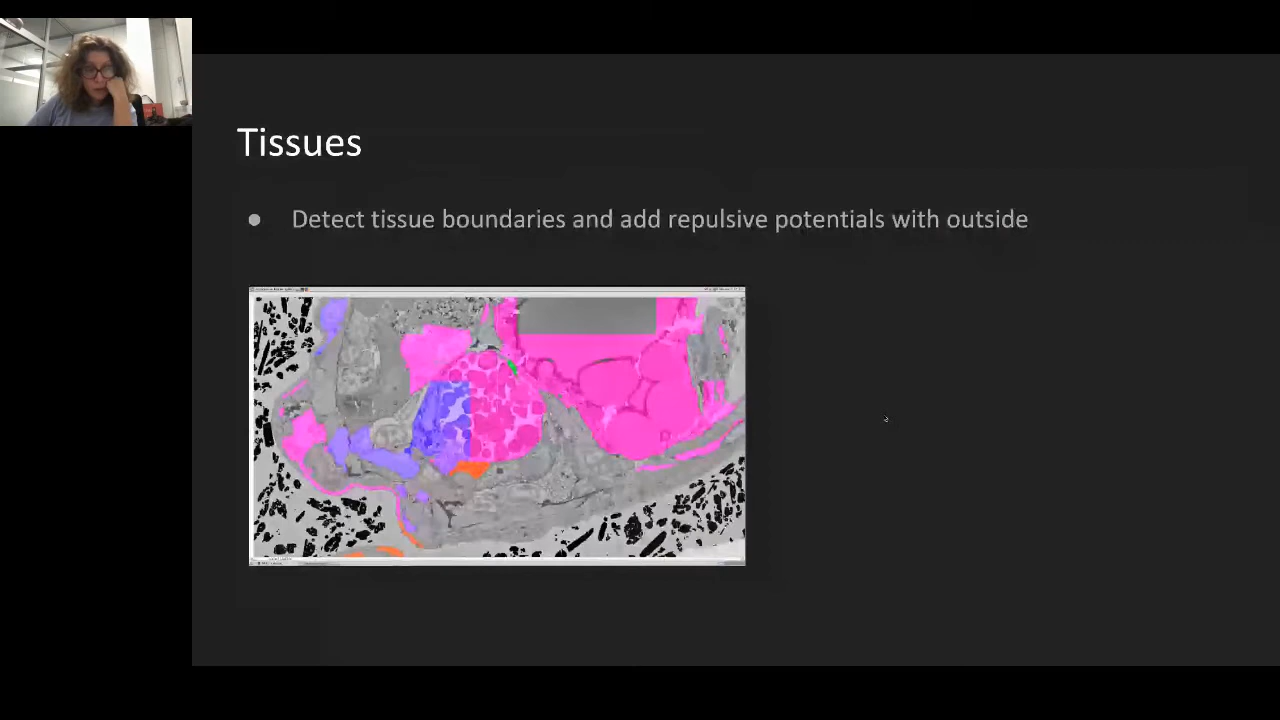 Tissues
● Detect tissue boundaries and add repulsive potentials with outside